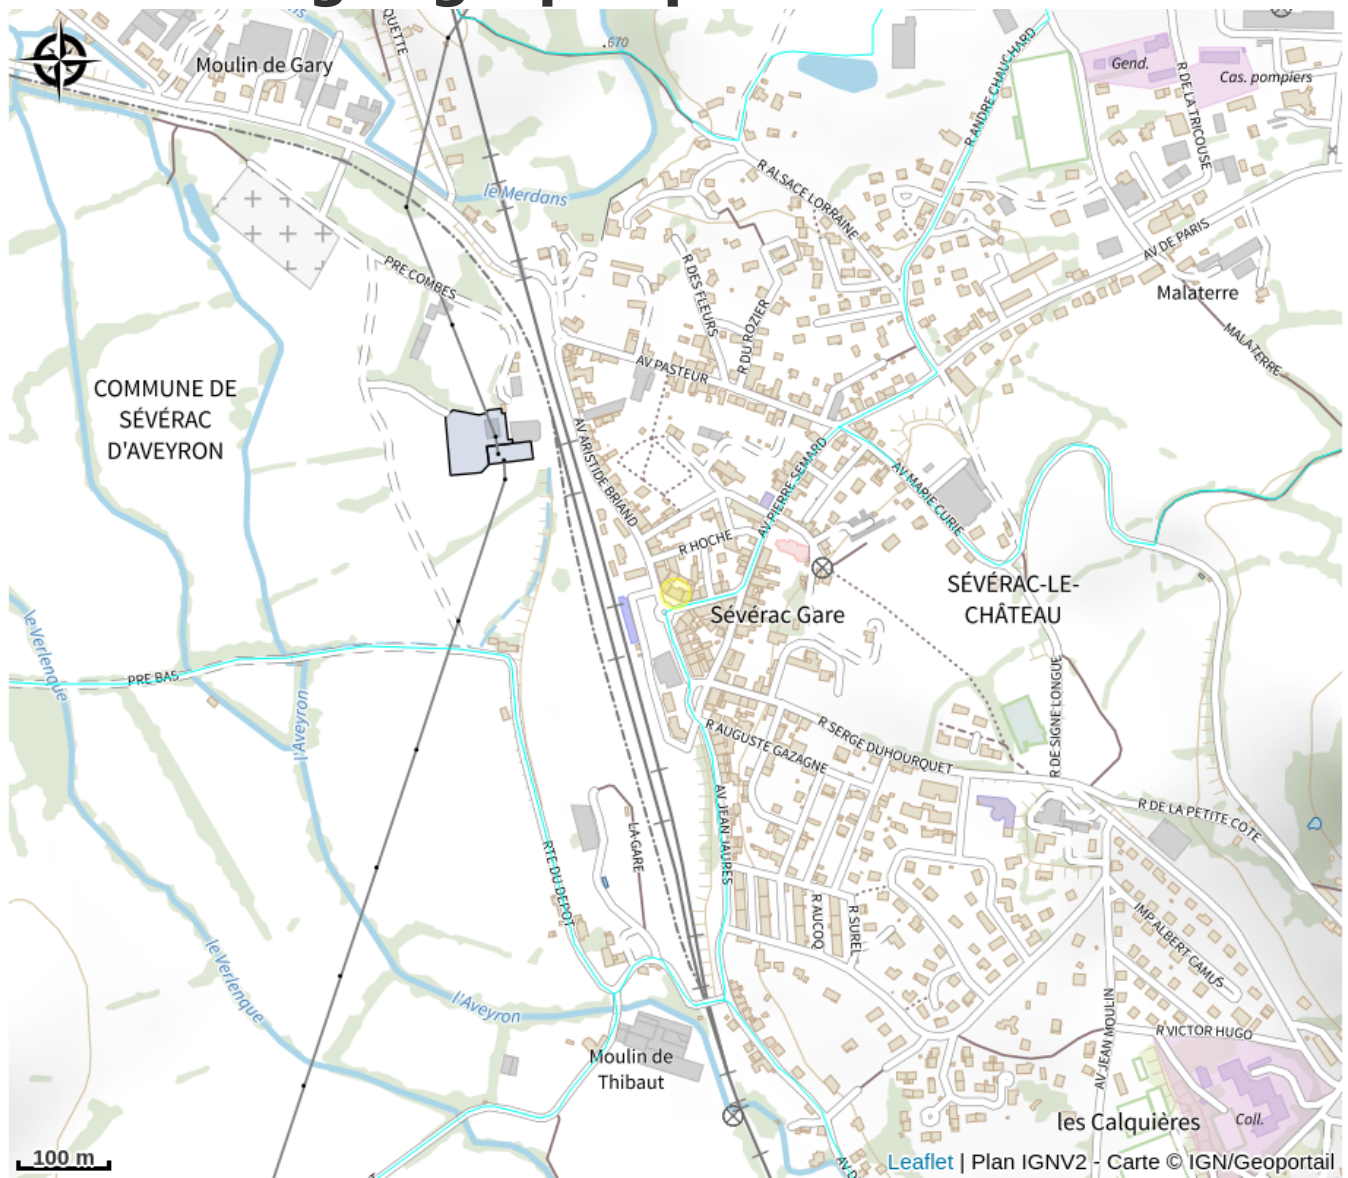 QUETTE
.670
Moulin de Gary
R ANDRE CHAUCHARD
Gend.
Cas. pompiers
R DE LA TRICOUSE
le Merdans
R ALSACE LORRAINE
AV DE PARIS
PRE COMBES
R DES FLEURS
R DU ROZIER
Malaterre
MALATERRE
AV PASTEUR
COMMUNE DE
SÉVÉRAC
D'AVEYRON
AV ARISTIDE BRIAND
AV PIERRE SEMARD
AV MARIE CURIE
R HOCHE
SÉVÉRAC-LE-
CHÂTEAU
Sévérac Gare
le Verlenque
PRE BAS
l'Aveyron
R DE SIGNE LONGUE
R AUGUSTE GAZAGNE
R SERGE DUHOURQUET
R DE LA PETITE COTE
AV JEAN JAURES
LA GARE
RTE DU DEPOT
R AUCOQ
R SUREL
IMP ALBERT CAMUS
le Verlenque
l'Aveyron
AV JEAN MOULIN
R VICTOR HUGO
Moulin de
Thibaut
les Calquières
Coll.
AV D
100 m
Leaflet | Plan IGNV2 - Carte © IGN/Geoportail